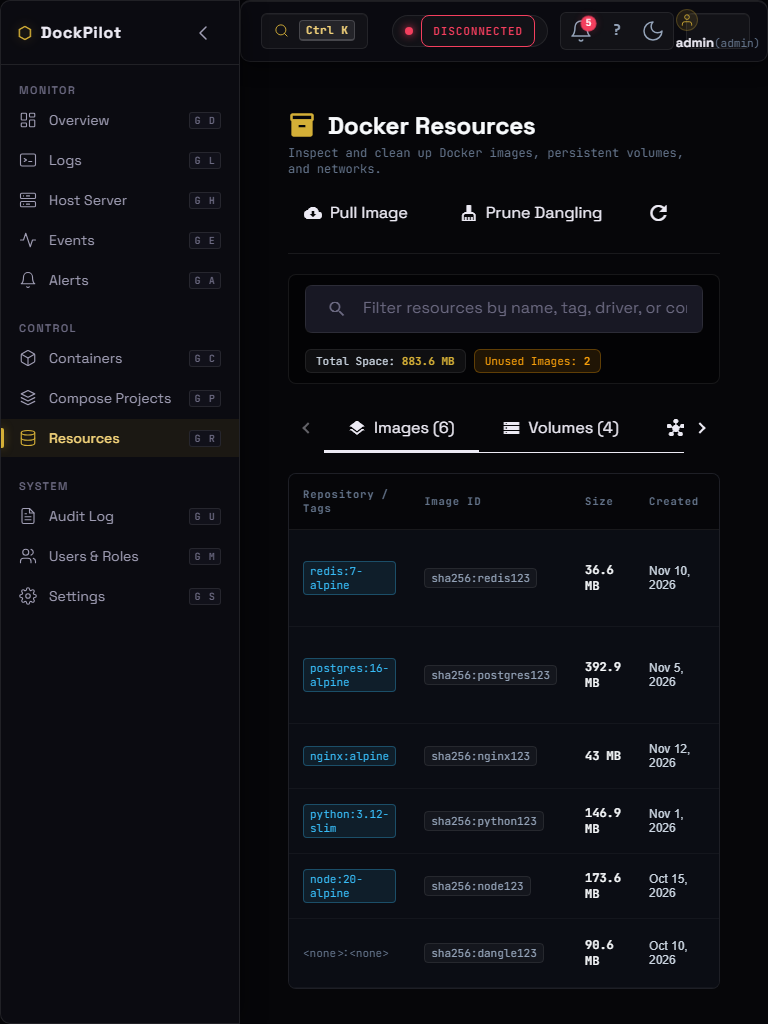 DockPilot
MONITOR
Overview G D
Logs G L
Host Server G H
Events G E
Alerts G A
CONTROL
Containers G C
Compose Projects G P
Resources G R
SYSTEM
Audit Log G U
Users & Roles G M
Settings G S
Ctrl K
DISCONNECTED
5
?
admin(admin)
Docker Resources
Inspect and clean up Docker images, persistent volumes,
and networks.
Pull Image
Prune Dangling
Filter resources by name, tag, driver, or co
Total Space: 883.6 MB
Unused Images: 2
Images (6)
Volumes (4)
Repository /
Tags
Image ID
Size
Created
redis:7-
alpine
sha256:redis123
36.6
MB
Nov 10,
2026
postgres:16-
alpine
sha256:postgres123
392.9
MB
Nov 5,
2026
nginx:alpine
sha256:nginx123
43 MB
Nov 12,
2026
python:3.12-
slim
sha256:python123
146.9
MB
Nov 1,
2026
node:20-
alpine
sha256:node123
173.6
MB
Oct 15,
2026
<none>:<none>
sha256:dangle123
90.6
MB
Oct 10,
2026